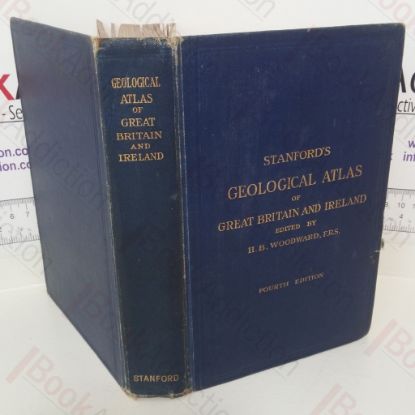 GEOLOGICAL
ATLAS
OF
GREAT
BRITAIN
AND
IRELAND
STANFORD
STANFORD'S
GEOLOGICAL ATLAS
OF
GREAT BRITAIN AND IRELAND
EDITED BY
H. B. WOODWARD, F.R.S.
FOURTH EDITION
BookAddiction